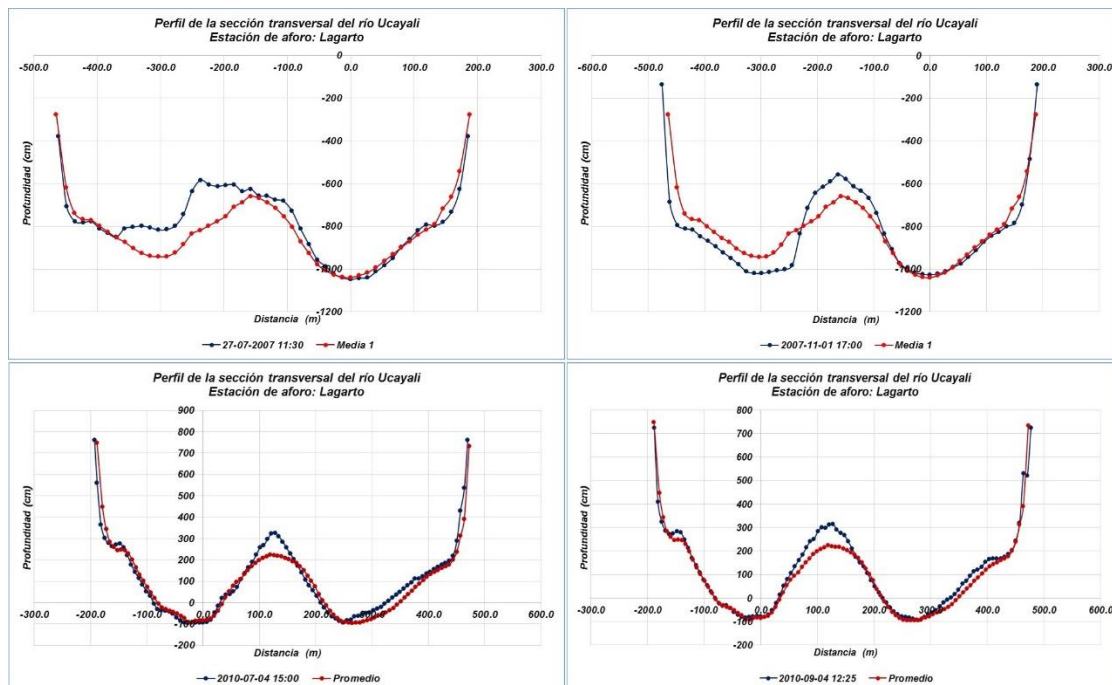 Perfil de la sección transversal del río Ucayali
Estación de aforo: Lagarto
0
-500.0 -400.0 -300.0 -200.0 -100.0 0.0 100.0 200.0 300.0
-200
-400
-600
-800
-1000
-1200
Profundidad (cm)
Distancia (m)
27-07-2007 11:30 Media 1
Perfil de la sección transversal del río Ucayali
Estación de aforo: Lagarto
0
-600.0 -500.0 -400.0 -300.0 -200.0 -100.0 0.0 100.0 200.0 300.0
-200
-400
-600
-800
-1000
-1200
Profundidad (cm)
Distancia (m)
2007-11-01 17:00 Media 1
Perfil de la sección transversal del río Ucayali
Estación de aforo: Lagarto
900
800
700
600
500
400
300
200
100
0
-300.0 -200.0 -100.0 0.0 100.0 200.0 300.0 400.0 500.0 600.0
-100
-200
Profundidad (cm)
Distancia (m)
2010-07-04 15:00 Promedio
Perfil de la sección transversal del río Ucayali
Estación de aforo: Lagarto
800
700
600
500
400
300
200
100
0
-300.0 -200.0 -100.0 0.0 100.0 200.0 300.0 400.0 500.0 600.0
-100
-200
Profundidad (cm)
Distancia (m)
2010-09-04 12:25 Promedio